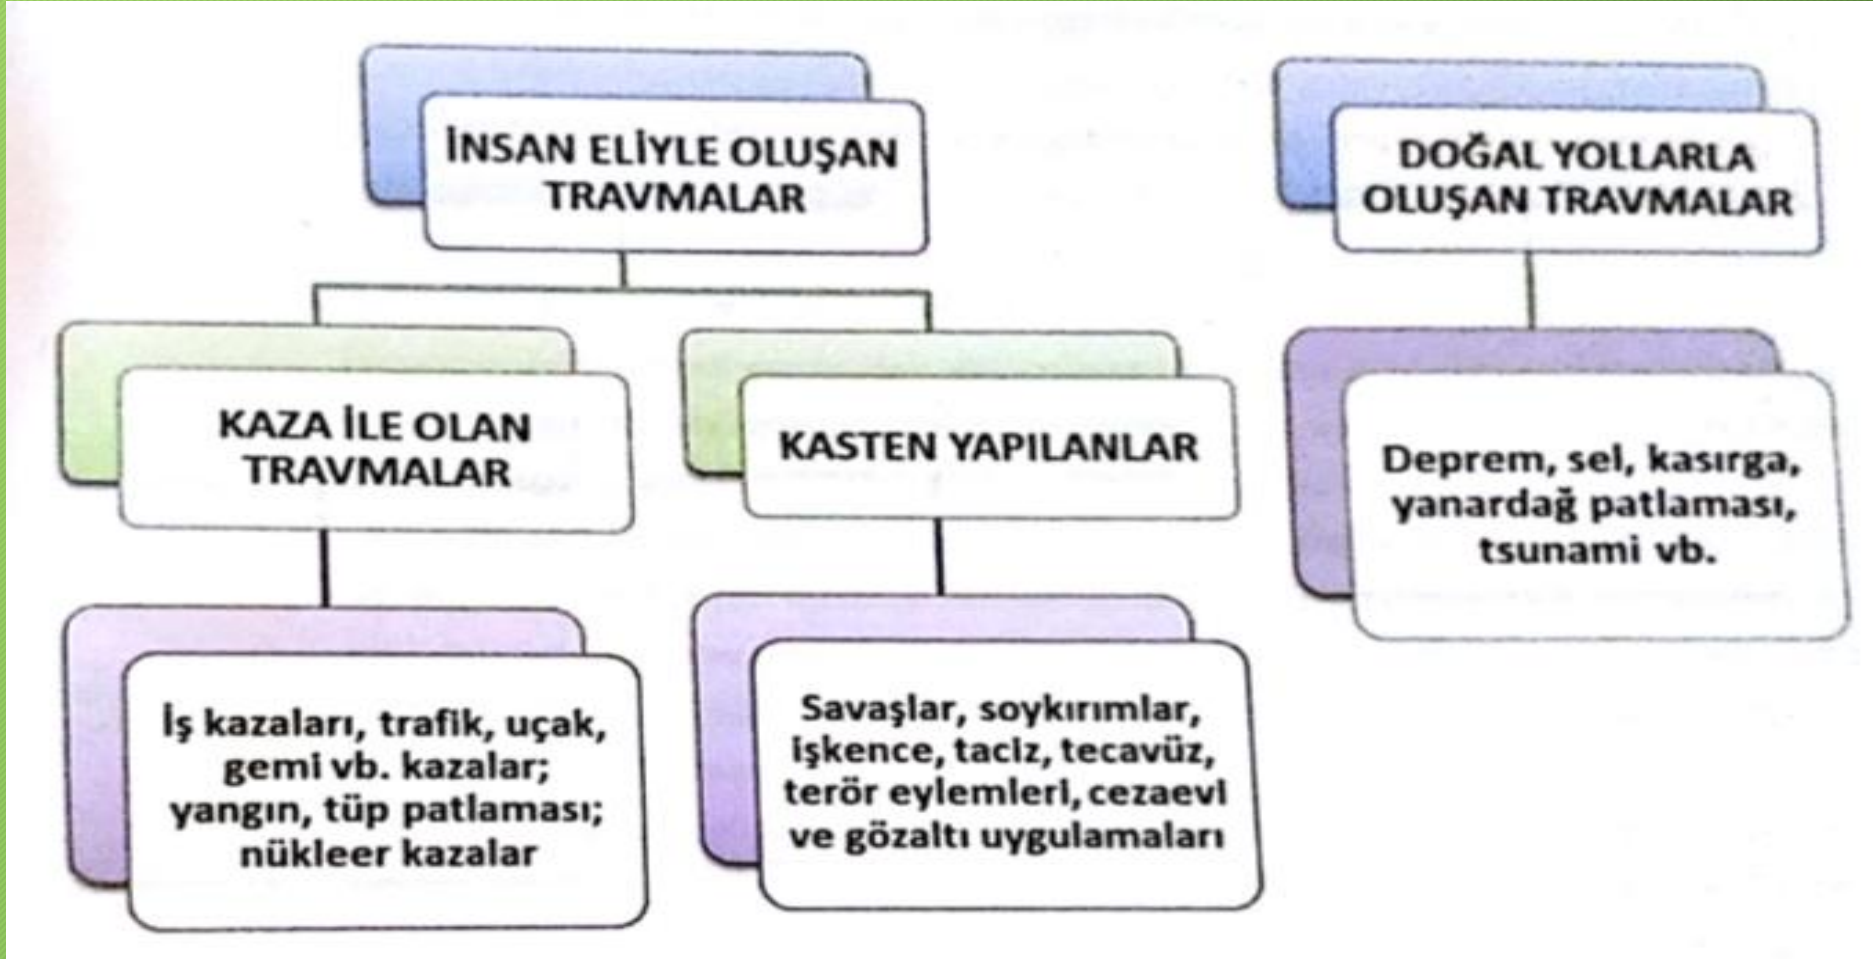 İNSAN ELİYLE OLUŞAN
TRAVMALAR
DOĞAL YOLLARLA
OLUŞAN TRAVMALAR
KAZA İLE OLAN
TRAVMALAR
KASTEN YAPILANLAR
Deprem, sel, kasırga,
yanardağ patlaması,
tsunami vb.
İş kazaları, trafik, uçak,
gemi vb. kazalar;
yangın, tüp patlaması;
nükleer kazalar
Savaşlar, soykırımlar,
işkence, taciz, tecavüz,
terör eylemleri, cezaevi
ve gözaltı uygulamaları